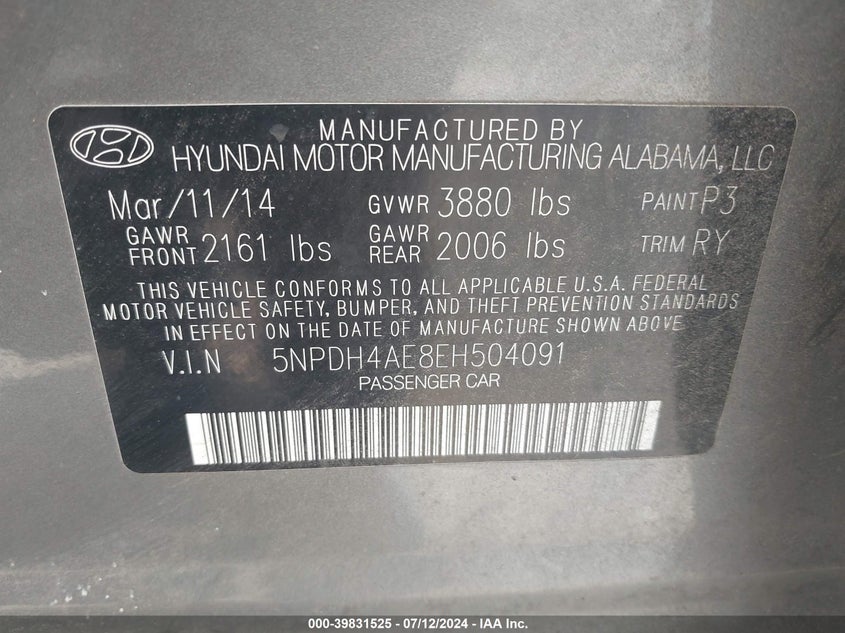 MANUFACTURED BY
HYUNDAI MOTOR MANUFACTURING ALABAMA, LLC
Mar/11/14 GVWR 3880 lbs PAINT P3
GAWR FRONT 2161 lbs GAWR REAR 2006 lbs TRIM RY
THIS VEHICLE CONFORMS TO ALL APPLICABLE U.S.A. FEDERAL
MOTOR VEHICLE SAFETY, BUMPER, AND THEFT PREVENTION STANDARDS
IN EFFECT ON THE DATE OF MANUFACTURE SHOWN ABOVE
V.I.N 5NPDH4AE8EH504091
PASSENGER CAR
000-39831525 - 07/12/2024 - IAA Inc.